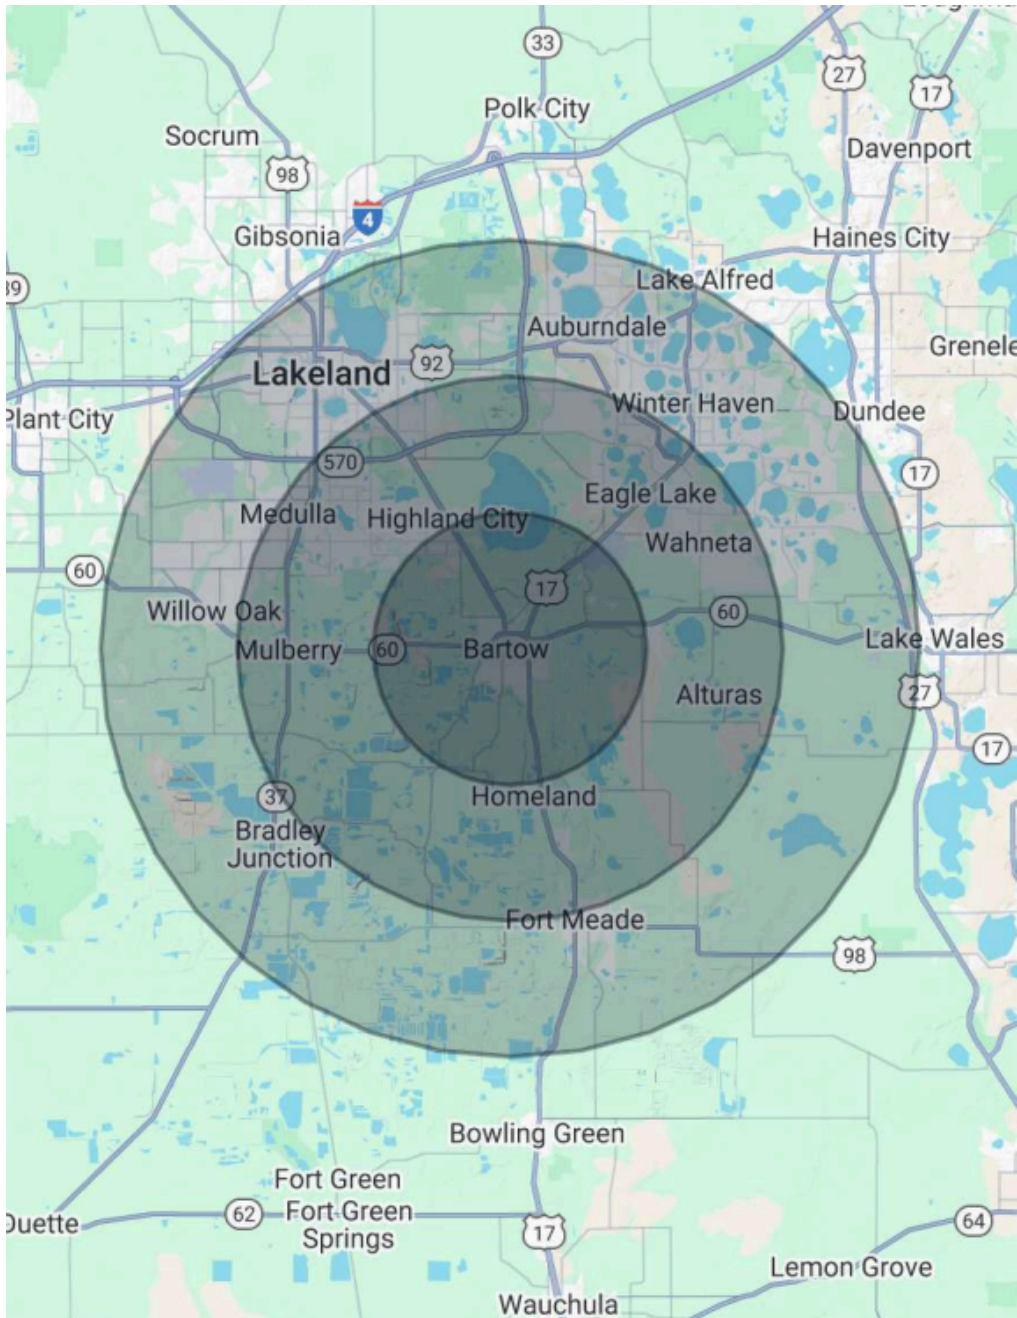 33
27
17
Polk City
Socrum
98
Davenport
4
Gibsonia
Haines City
Lake Alfred
39
Auburndale
Grenele
92
Lakeland
Winter Haven
Dundee
Plant City
570
17
Eagle Lake
Medulla
Highland City
Wahneta
60
17
Willow Oak
60
Lake Wales
Mulberry
60
Bartow
Alturas
27
17
Homeland
37
Bradley
Junction
Fort Meade
98
Bowling Green
Fort Green
62
Fort Green
Springs
Duette
17
64
Lemon Grove
Wauchula